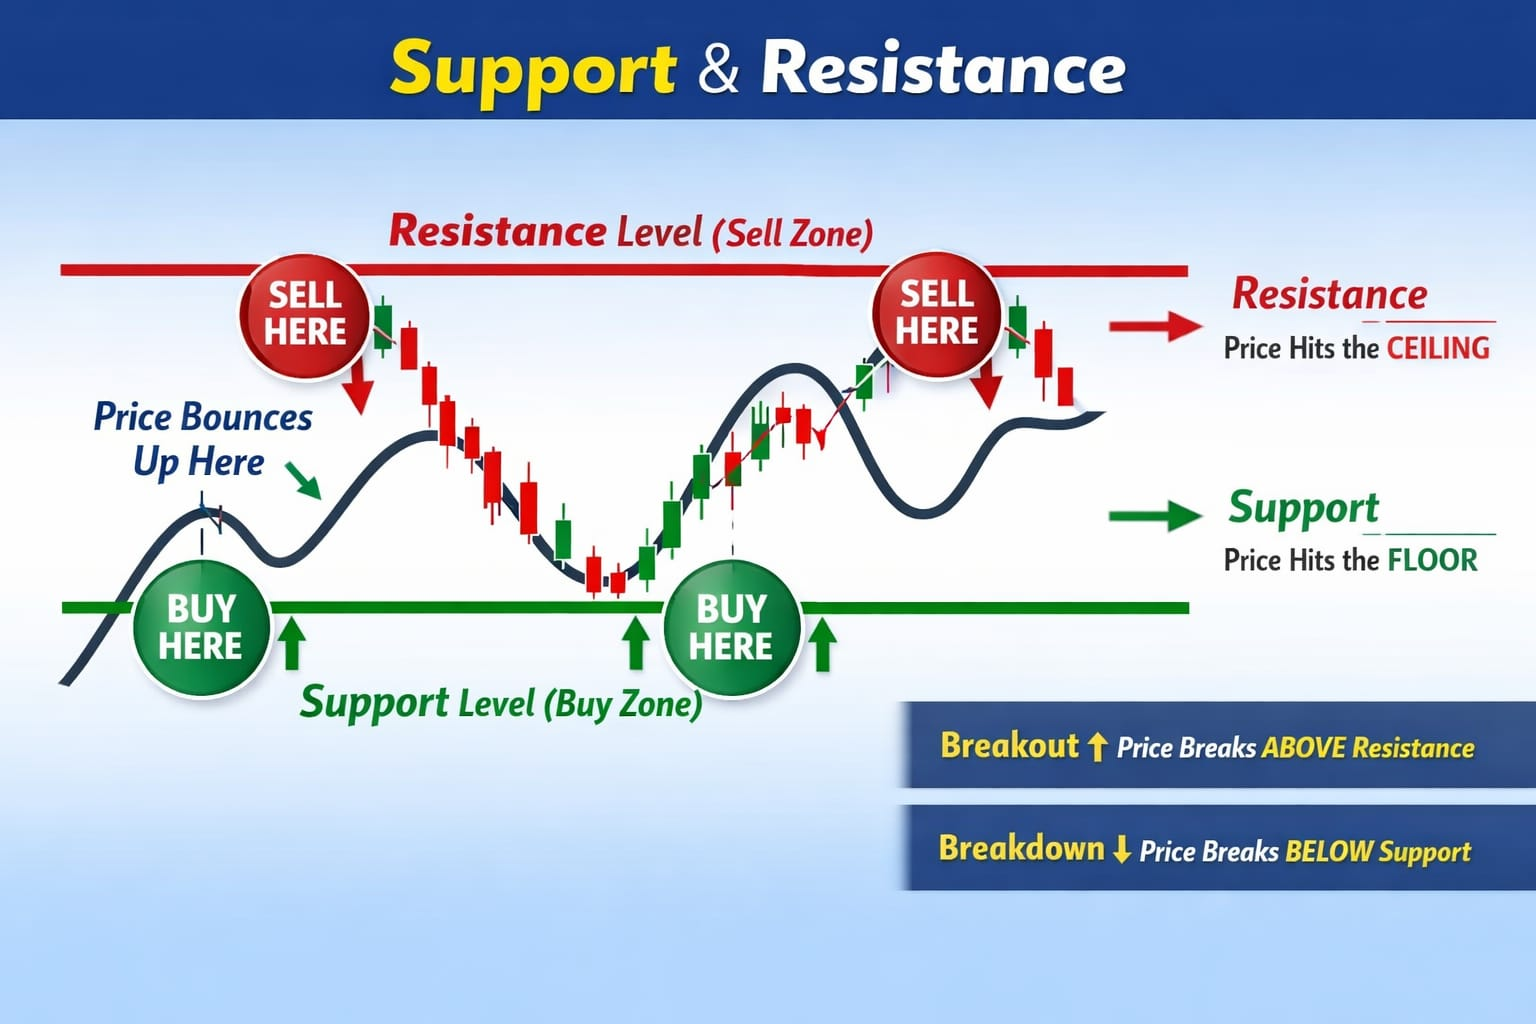 Support & Resistance
Resistance Level (Sell Zone)
SELL
HERE
SELL
HERE
Resistance
Price Hits the CEILING
Price Bounces
Up Here
Support
Price Hits the FLOOR
BUY
HERE
BUY
HERE
Support Level (Buy Zone)
Breakout ↑ Price Breaks ABOVE Resistance
Breakdown ↓ Price Breaks BELOW Support